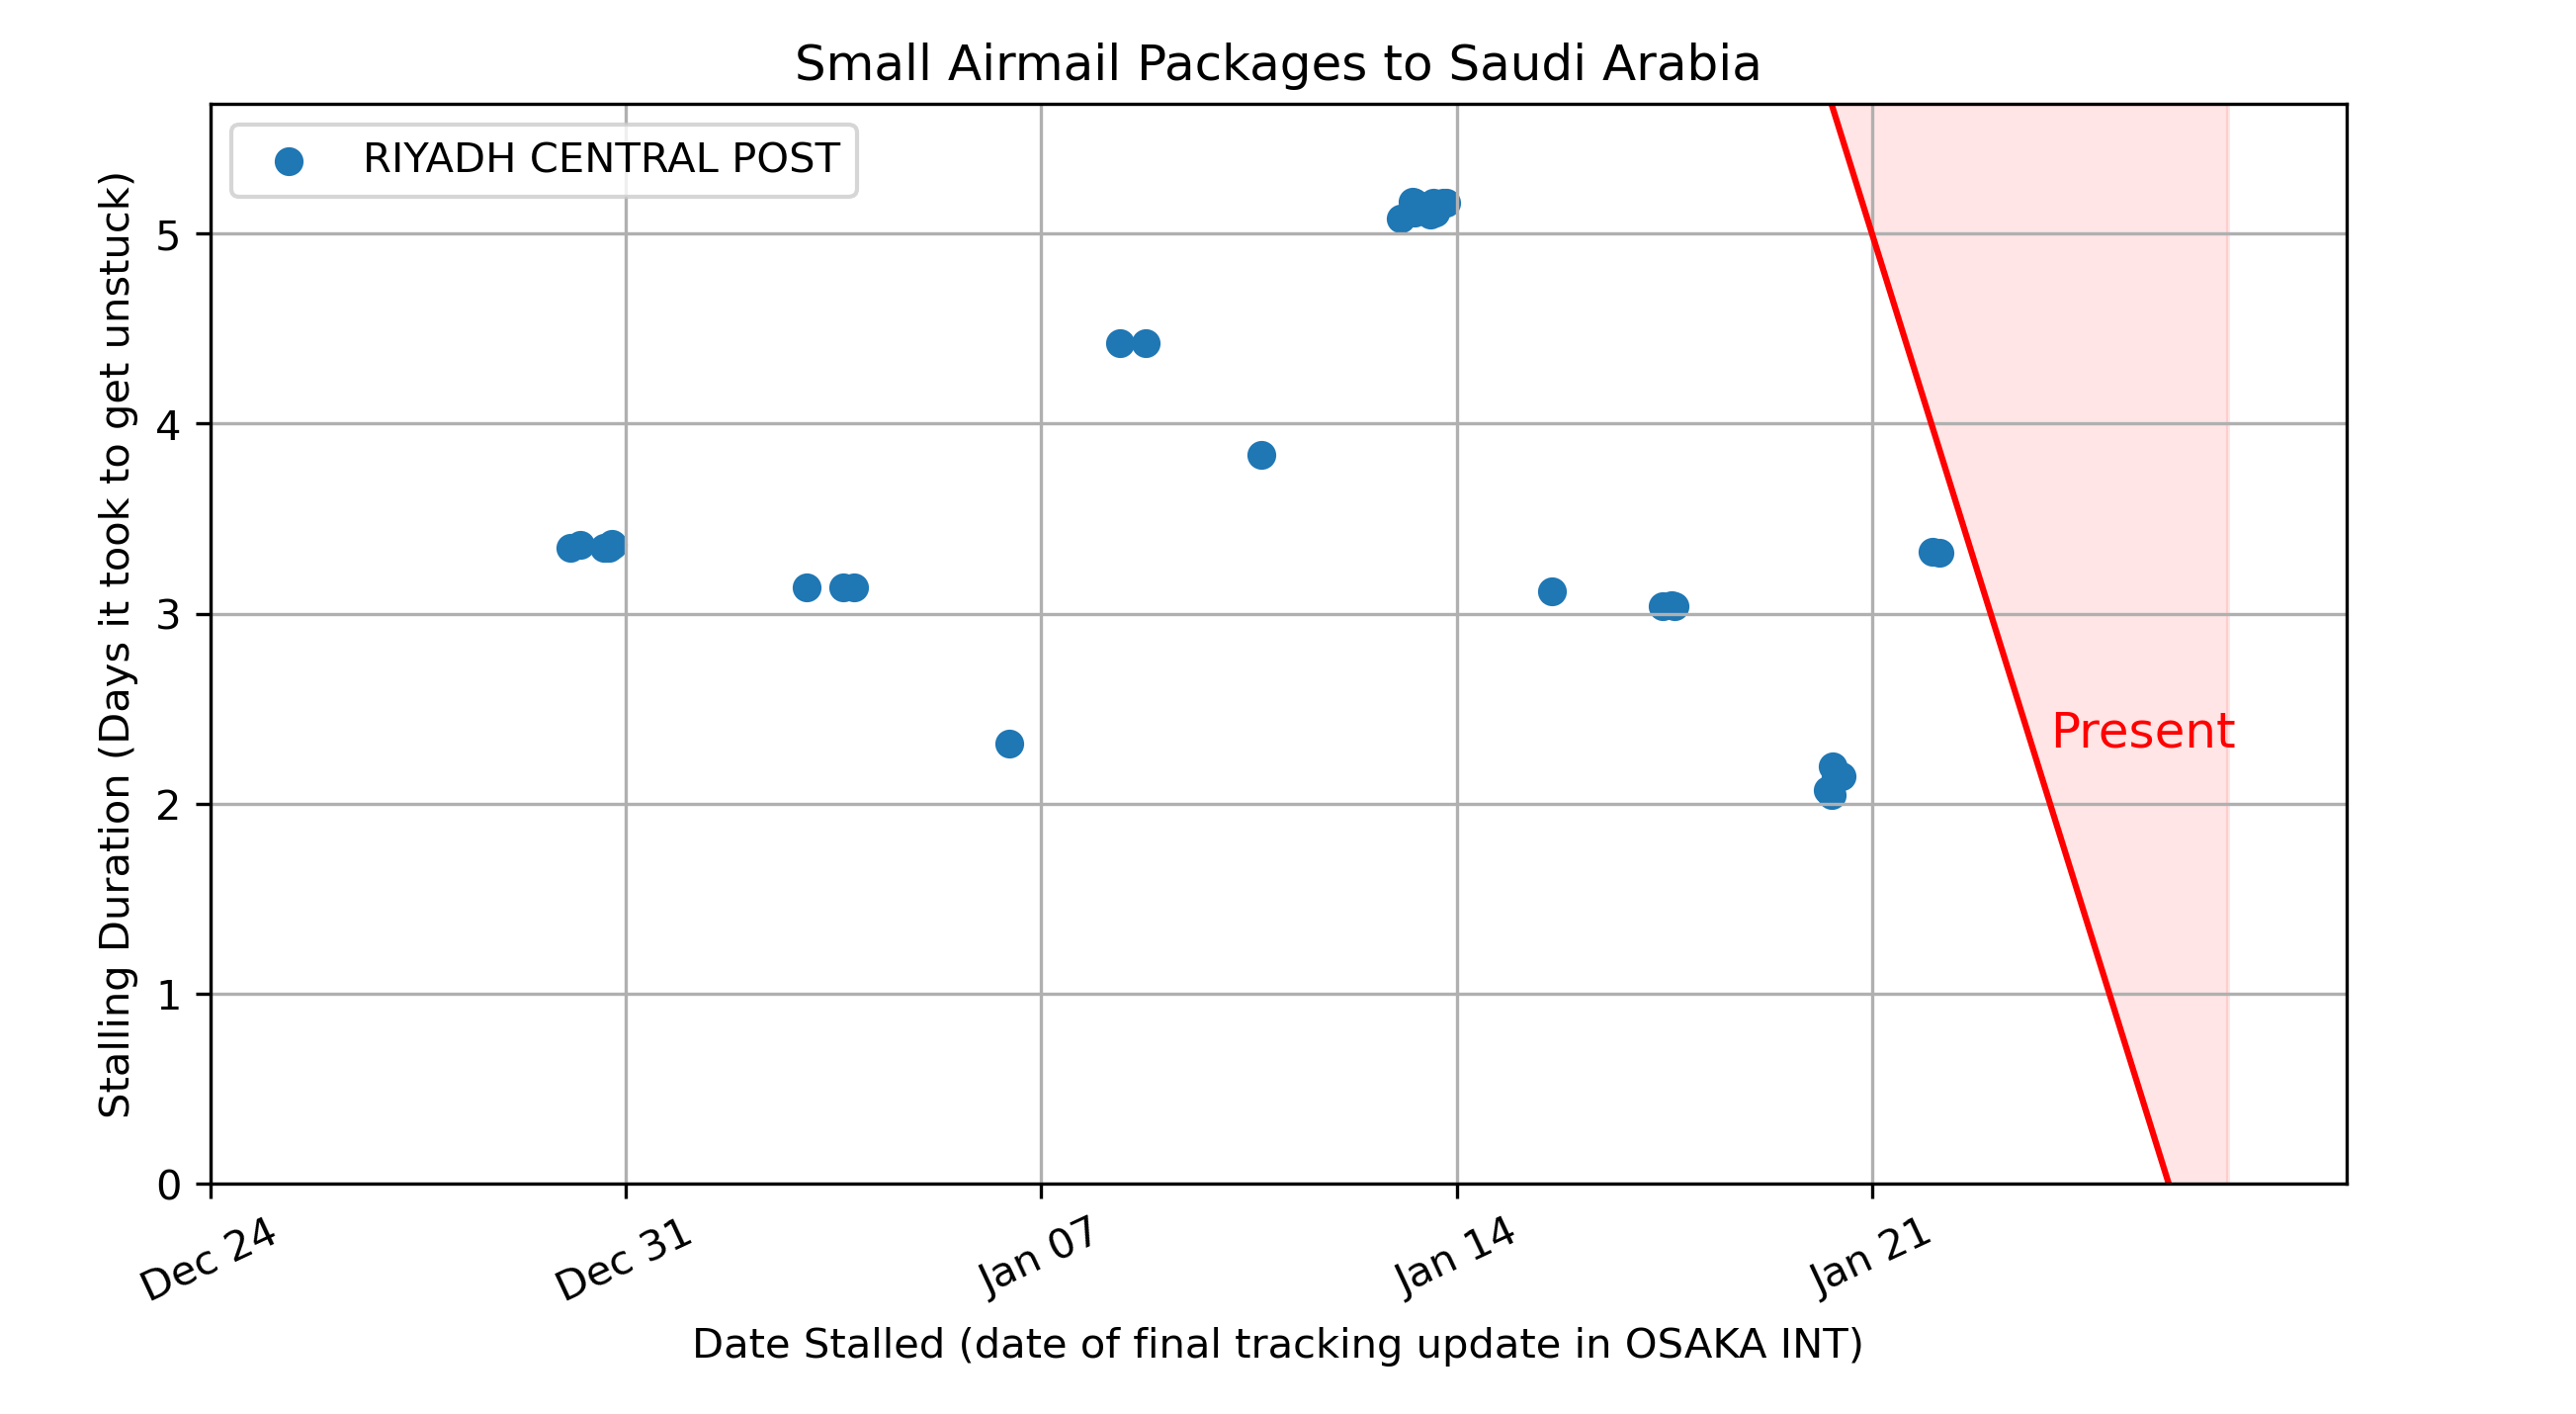 Small Airmail Packages to Saudi Arabia
RIYADH CENTRAL POST
Stalling Duration (Days it took to get unstuck)
5
4
3
2
1
0
Present
Dec 24
Dec 31
Jan 07
Jan 14
Jan 21
Date Stalled (date of final tracking update in OSAKA INT)